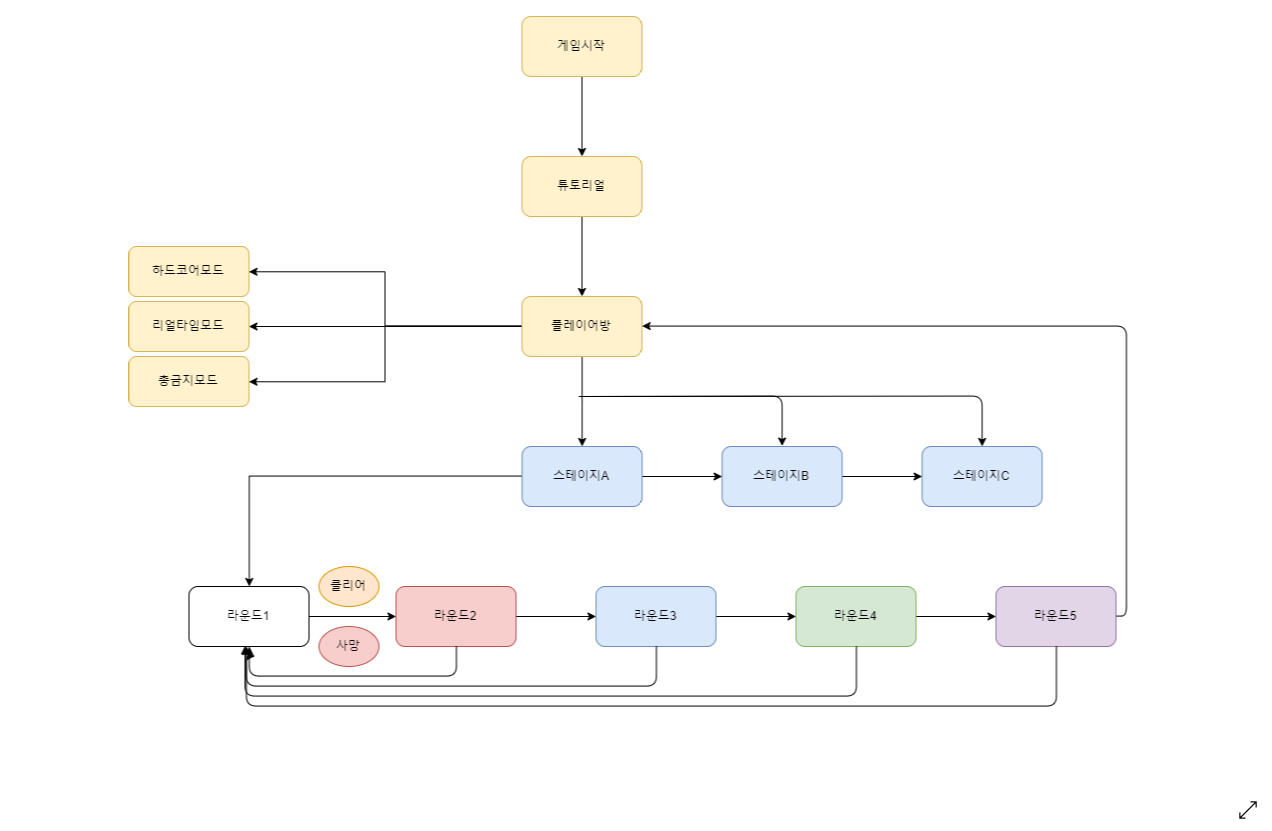 게임시작
튜토리얼
하드코어모드
리얼타임모드
플레이어방
총금지모드
스테이지A
스테이지B
스테이지C
클리어
라운드1
라운드2
라운드3
라운드4
라운드5
사망